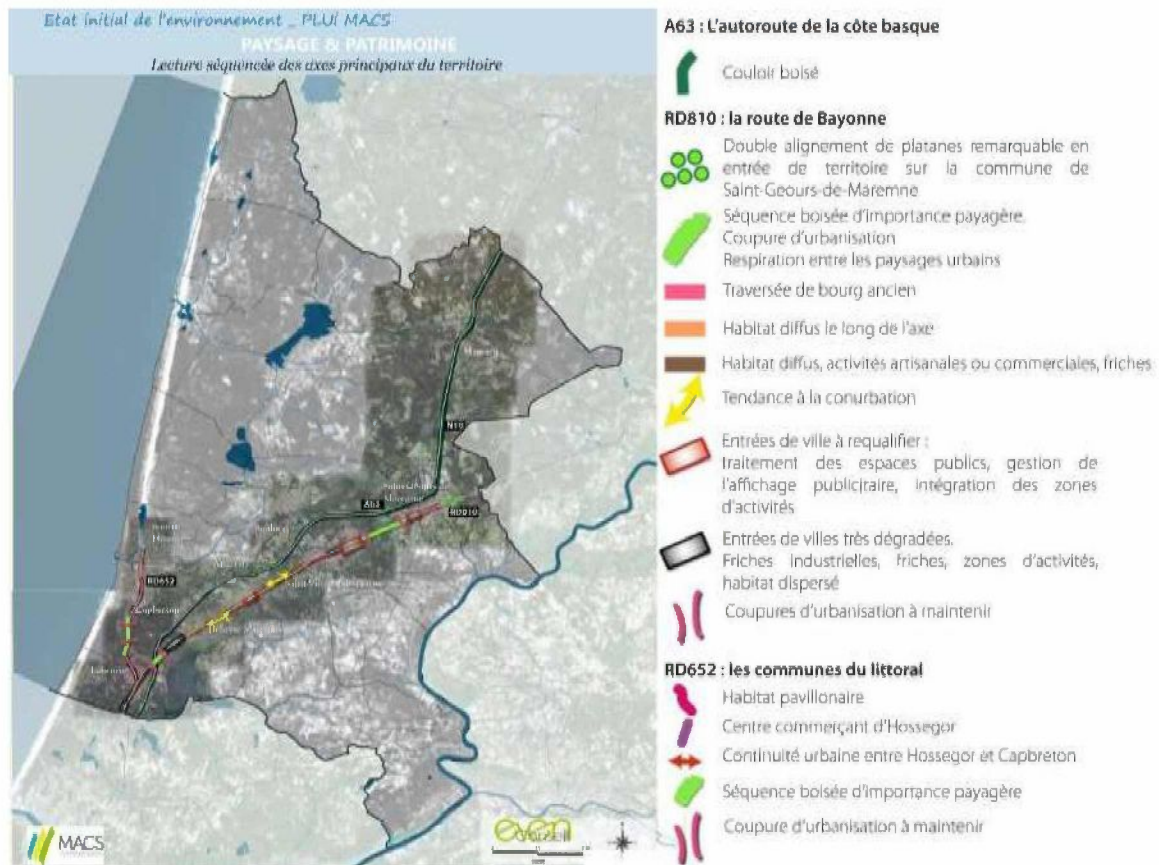 Etat initial de l'environnement _ PLUi MACS
PAYSAGE & PATRIMOINE
Lecture séquencée des axes principaux du territoire
N10
A63
RD810
RD652
Capbreton
MACS
even
Conseil
A63 : L'autoroute de la côte basque
Couloir boisé
RD810 : la route de Bayonne
Double alignement de platanes remarquable en
entrée de territoire sur la commune de
Saint-Geours-de-Maremne
Séquence boisée d'importance payagère.
Coupure d'urbanisation
Respiration entre les paysages urbains
Traversée de bourg ancien
Habitat diffus le long de l'axe
Habitat diffus, activités artisanales ou commerciales, friches
Tendance à la conurbation
Entrées de ville à requalifier :
traitement des espaces publics, gestion de
l'affichage publicitaire, intégration des zones
d'activités
Entrées de villes très dégradées.
Friches industrielles, friches, zones d'activités,
habitat dispersé
Coupures d'urbanisation à maintenir
RD652 : les communes du littoral
Habitat pavillonaire
Centre commerçant d'Hossegor
Continuité urbaine entre Hossegor et Capbreton
Séquence boisée d'importance payagère
Coupure d'urbanisation à maintenir